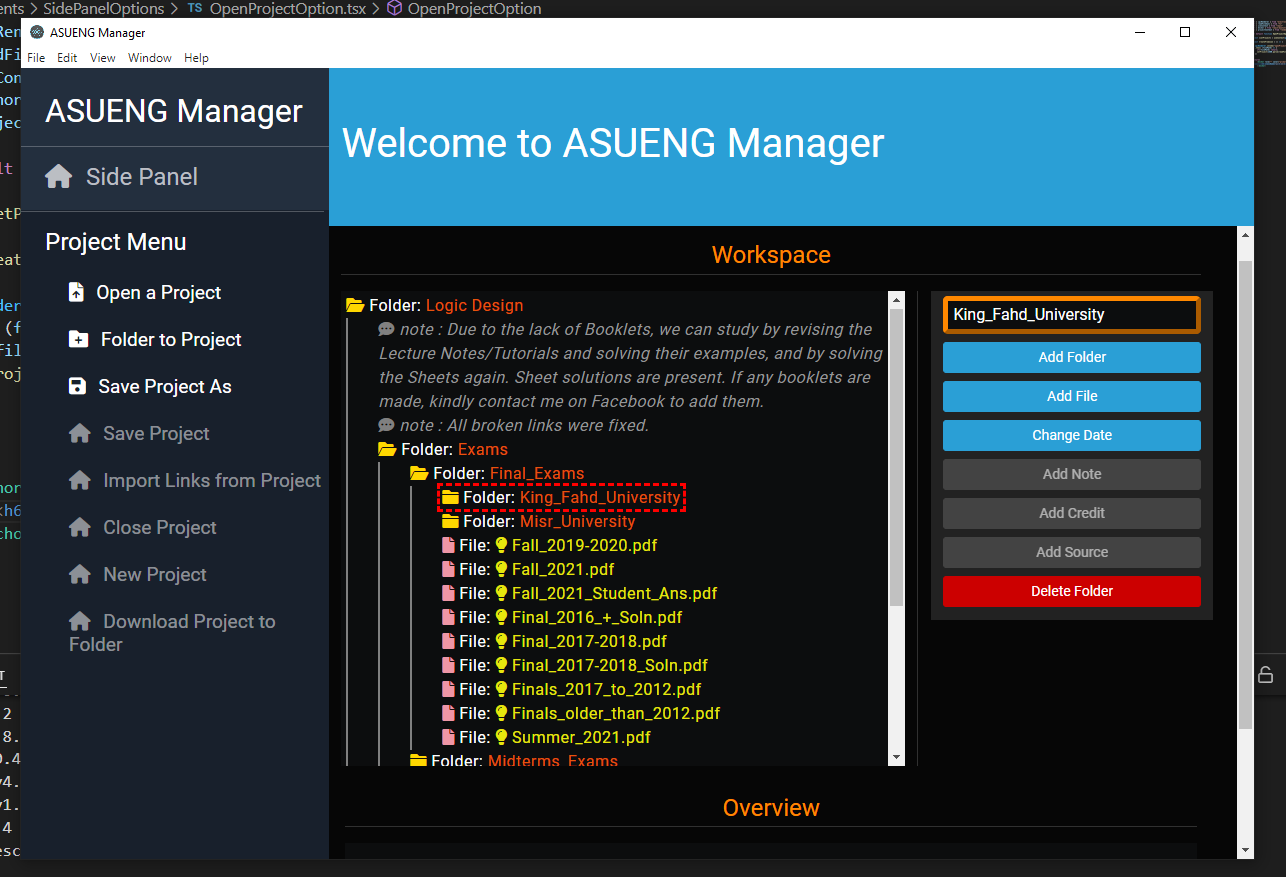 ents > SidePanelOptions > TS OpenProjectOption.tsx > OpenProjectOption
ASUENG Manager
File Edit View Window Help
ASUENG Manager
Side Panel
Project Menu
Open a Project
Folder to Project
Save Project As
Save Project
Import Links from Project
Close Project
New Project
Download Project to
Folder
Welcome to ASUENG Manager
Workspace
Folder: Logic Design
note : Due to the lack of Booklets, we can study by revising the
Lecture Notes/Tutorials and solving their examples, and by solving
the Sheets again. Sheet solutions are present. If any booklets are
made, kindly contact me on Facebook to add them.
note : All broken links were fixed.
Folder: Exams
Folder: Final_Exams
Folder: King_Fahd_University
Folder: Misr_University
File: Fall_2019-2020.pdf
File: Fall_2021.pdf
File: Fall_2021_Student_Ans.pdf
File: Final_2016_+_Soln.pdf
File: Final_2017-2018.pdf
File: Final_2017-2018_Soln.pdf
File: Finals_2017_to_2012.pdf
File: Finals_older_than_2012.pdf
File: Summer_2021.pdf
Folder: Midterms_Exams
King_Fahd_University
Add Folder
Add File
Change Date
Add Note
Add Credit
Add Source
Delete Folder
Overview